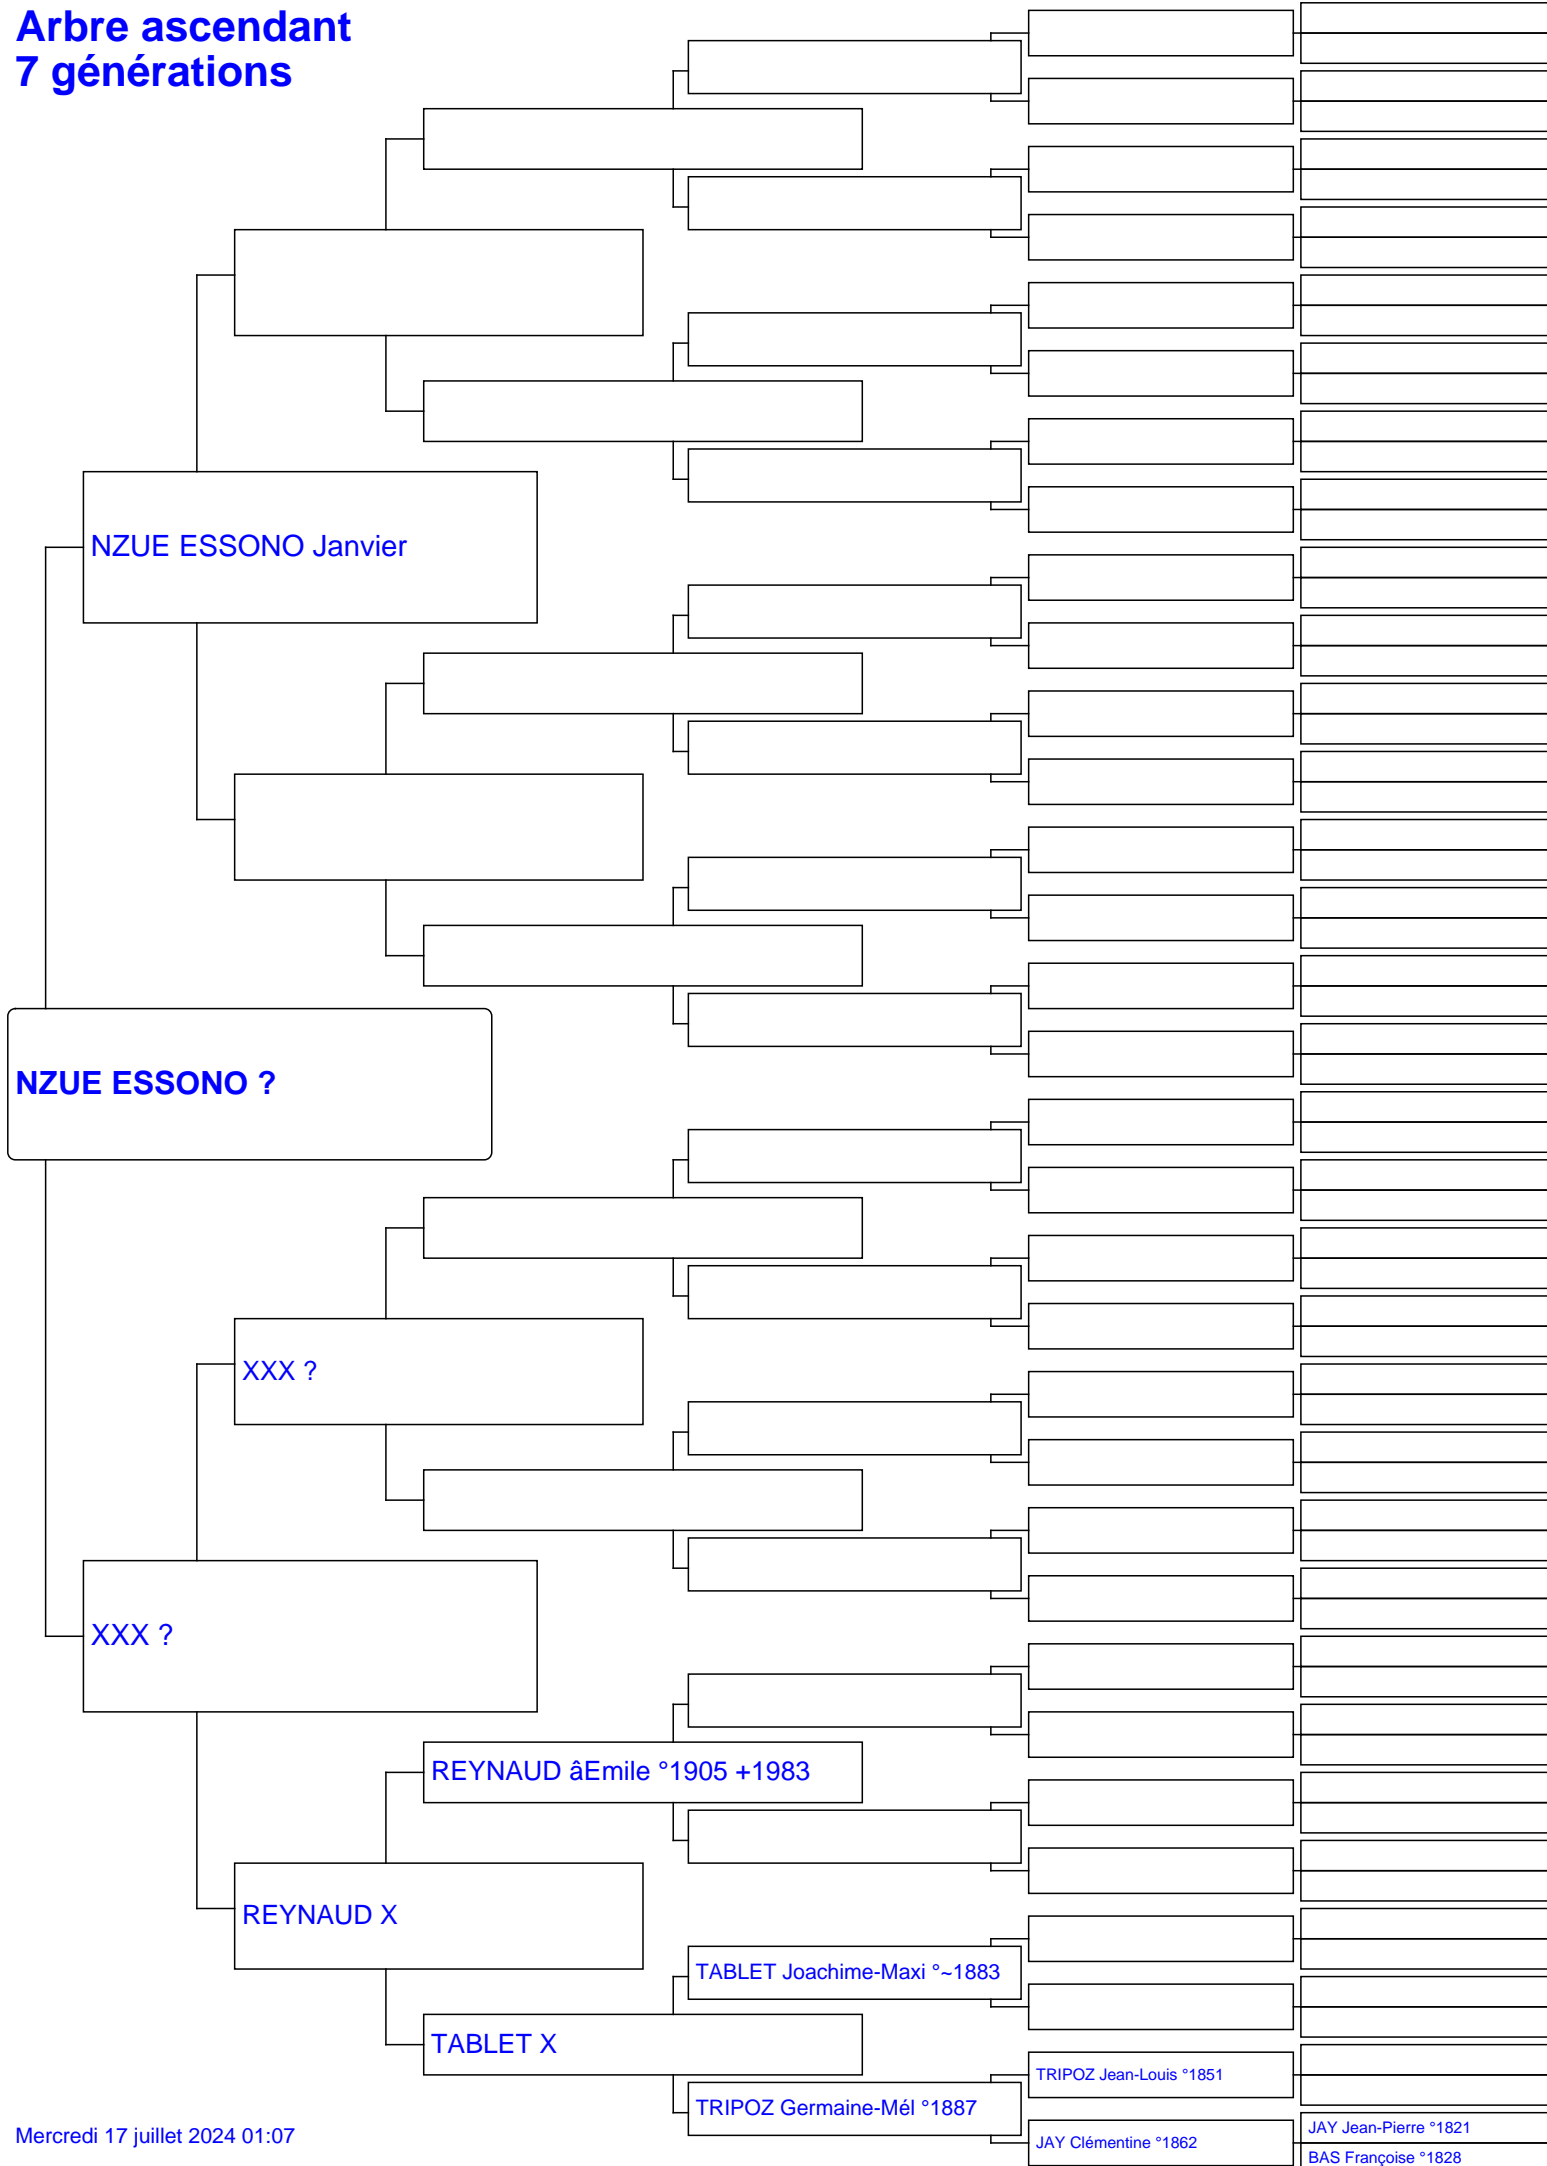 Arbre ascendant
7 générations
NZUE ESSONO Janvier
NZUE ESSONO ?
XXX ?
XXX ?
REYNAUD âEmile °1905 +1983
REYNAUD X
TABLET Joachime-Maxi °~1883
TABLET X
TRIPOZ Jean-Louis °1851
TRIPOZ Germaine-Mél °1887
JAY Jean-Pierre °1821
JAY Clémentine °1862
BAS Françoise °1828
Mercredi 17 juillet 2024 01:07